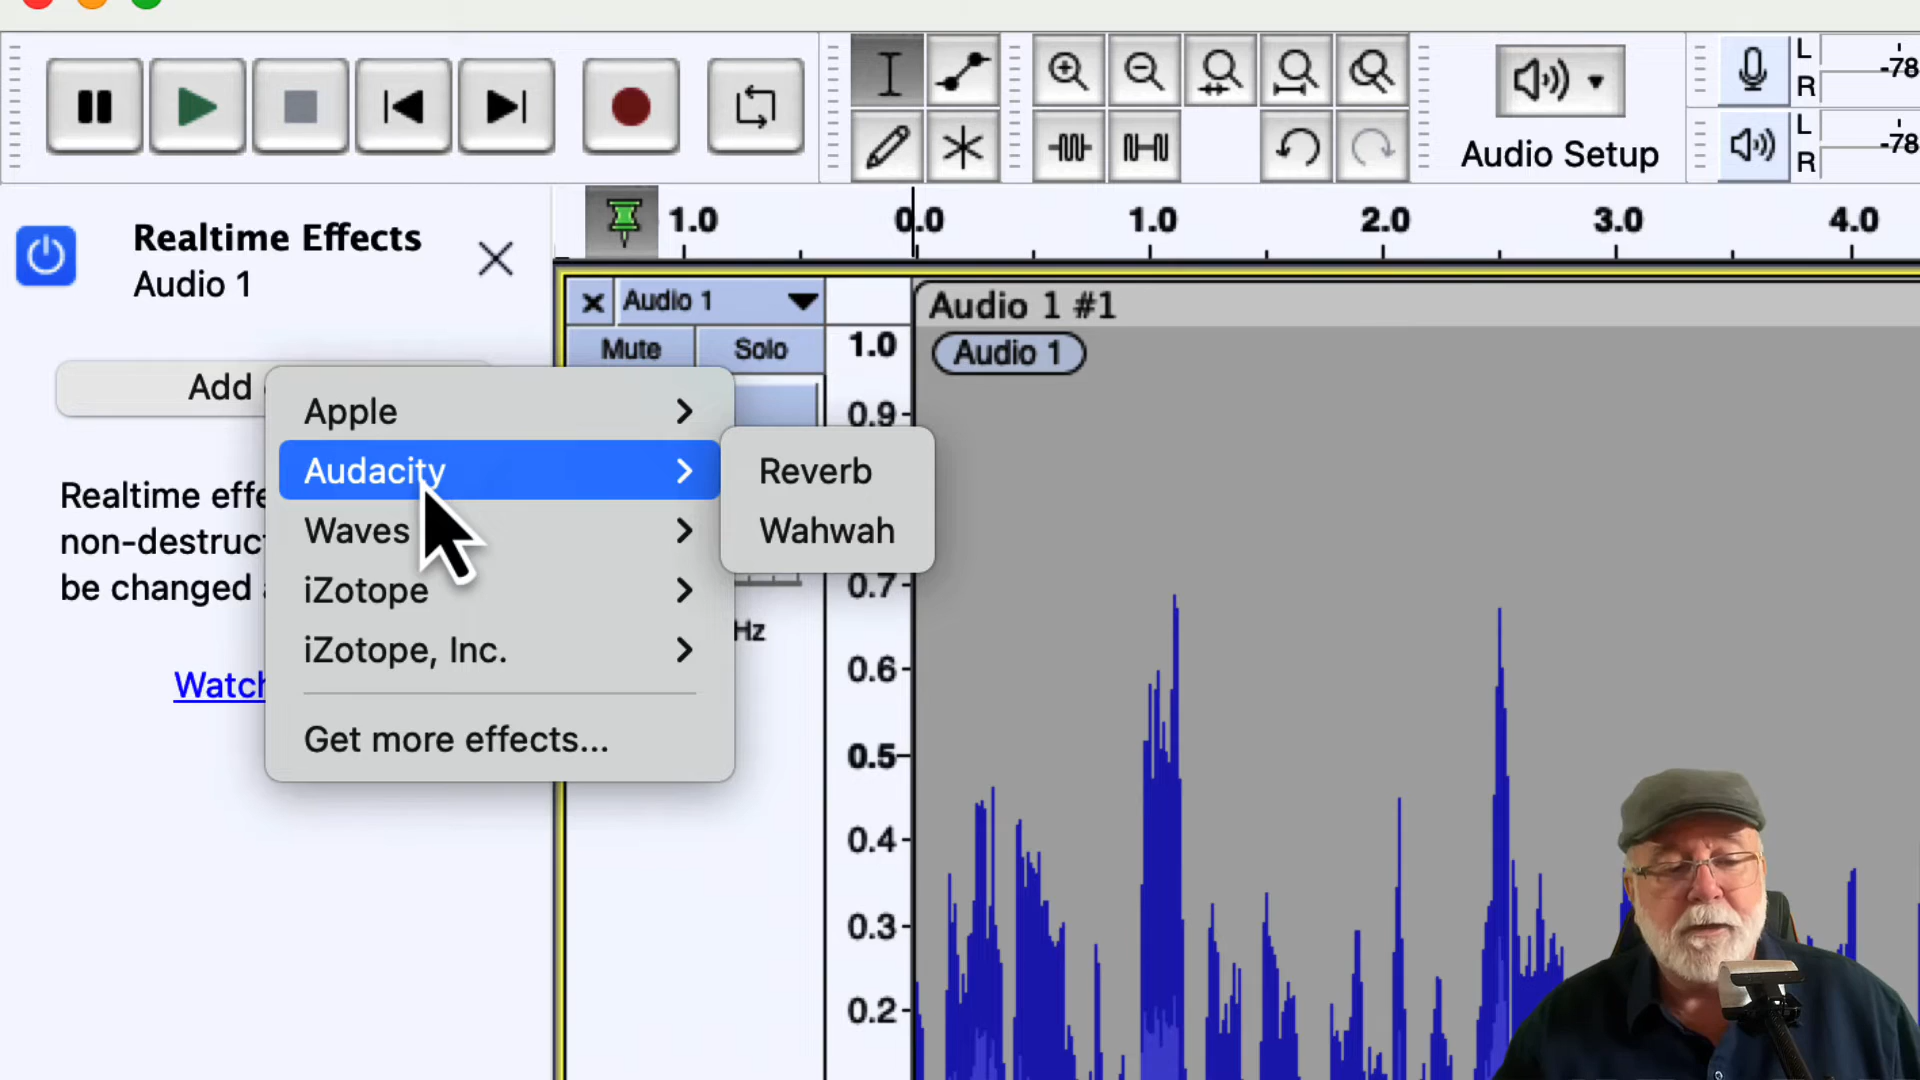 L
R
-78
Audio Setup
L
R
-78
Realtime Effects
Audio 1
1.0
0.0
1.0
2.0
3.0
4.0
Audio 1
Audio 1 #1
Mute
Solo
1.0
Audio 1
Add
Apple
0.9
Audacity
Reverb
Realtime effe
Waves
Wahwah
non-destruc
iZotope
0.7
be changed
Hz
iZotope, Inc.
0.6
Watch
Get more effects...
0.5
0.4
0.3
0.2